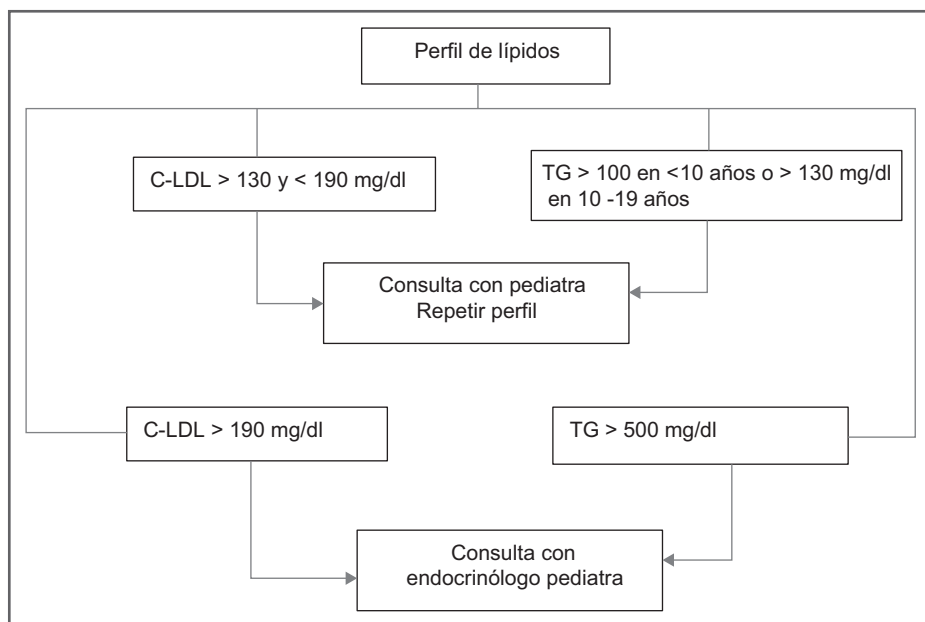 Perfil de lípidos
C-LDL > 130 y < 190 mg/dl
TG > 100 en <10 años o > 130 mg/dl
en 10 -19 años
Consulta con pediatra
Repetir perfil
C-LDL > 190 mg/dl
TG > 500 mg/dl
Consulta con
endocrinólogo pediatra